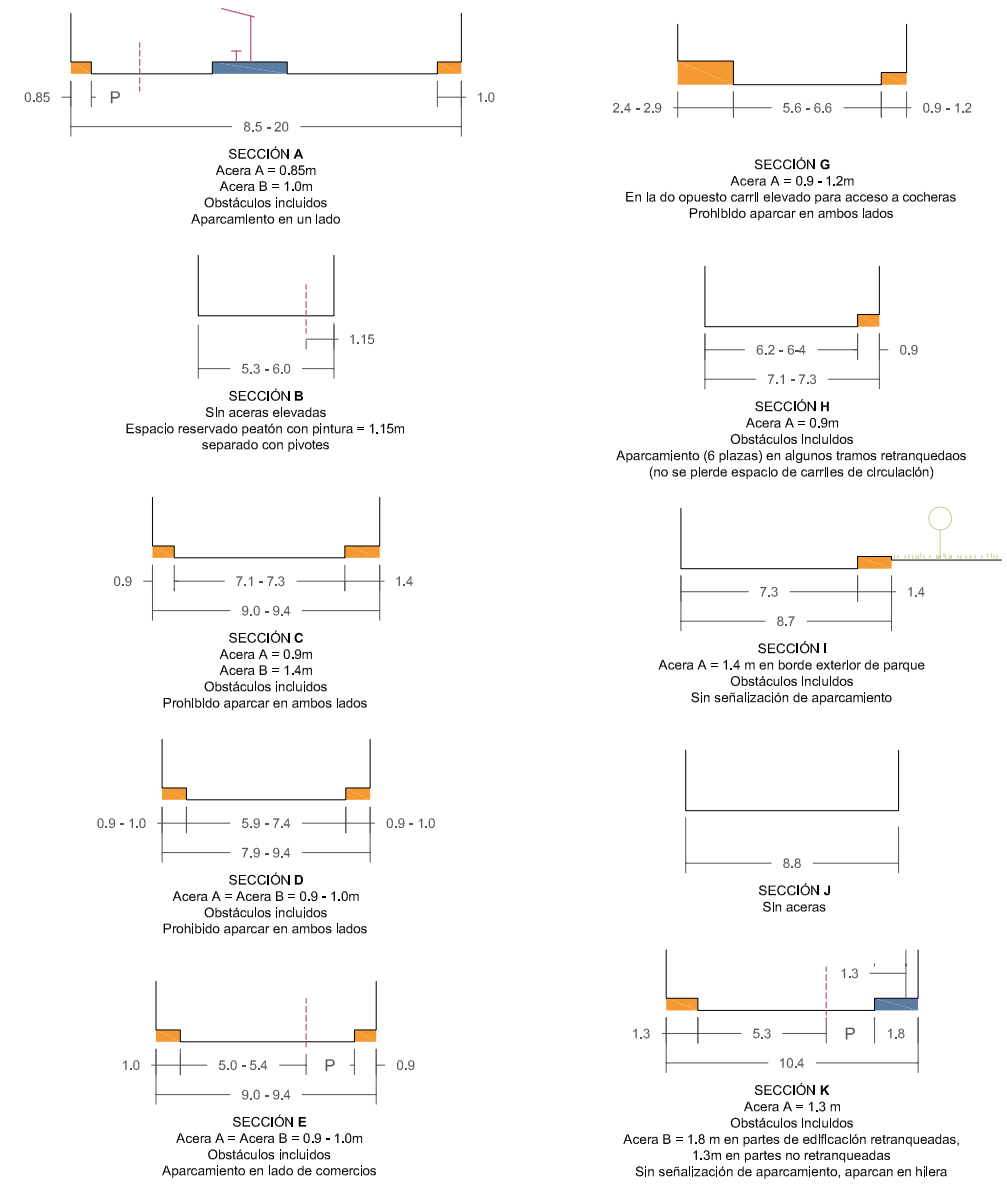 0.85
P
1.0
8.5 - 20
SECCIÓN A
Acera A = 0.85m
Acera B = 1.0m
Obstáculos incluidos
Aparcamiento en un lado
1.15
5.3 - 6.0
SECCIÓN B
Sin aceras elevadas
Espacio reservado peatón con pintura = 1.15m
separado con pivotes
0.9
7.1 - 7.3
1.4
9.0 - 9.4
SECCIÓN C
Acera A = 0.9m
Acera B = 1.4m
Obstáculos incluidos
Prohibido aparcar en ambos lados
0.9 - 1.0
5.9 - 7.4
0.9 - 1.0
7.9 - 9.4
SECCIÓN D
Acera A = Acera B = 0.9 - 1.0m
Obstáculos incluidos
Prohibido aparcar en ambos lados
1.0
5.0 - 5.4
P
0.9
9.0 - 9.4
SECCIÓN E
Acera A = Acera B = 0.9 - 1.0m
Obstáculos incluidos
Aparcamiento en lado de comercios
2.4 - 2.9
5.6 - 6.6
0.9 - 1.2
SECCIÓN G
Acera A = 0.9 - 1.2m
En la do opuesto carril elevado para acceso a cocheras
Prohibido aparcar en ambos lados
6.2 - 6-4
0.9
7.1 - 7.3
SECCIÓN H
Acera A = 0.9m
Obstáculos Incluidos
Aparcamiento (6 plazas) en algunos tramos retranquedaos
(no se pierde espacio de carriles de circulación)
7.3
1.4
8.7
SECCIÓN I
Acera A = 1.4 m en borde exterior de parque
Obstáculos Incluidos
Sin señalización de aparcamiento
8.8
SECCIÓN J
Sin aceras
1.3
1.3
5.3
P
1.8
10.4
SECCIÓN K
Acera A = 1.3 m
Obstáculos Incluidos
Acera B = 1.8 m en partes de edificación retranqueadas,
1.3m en partes no retranqueadas
Sin señalización de aparcamiento, aparcan en hilera